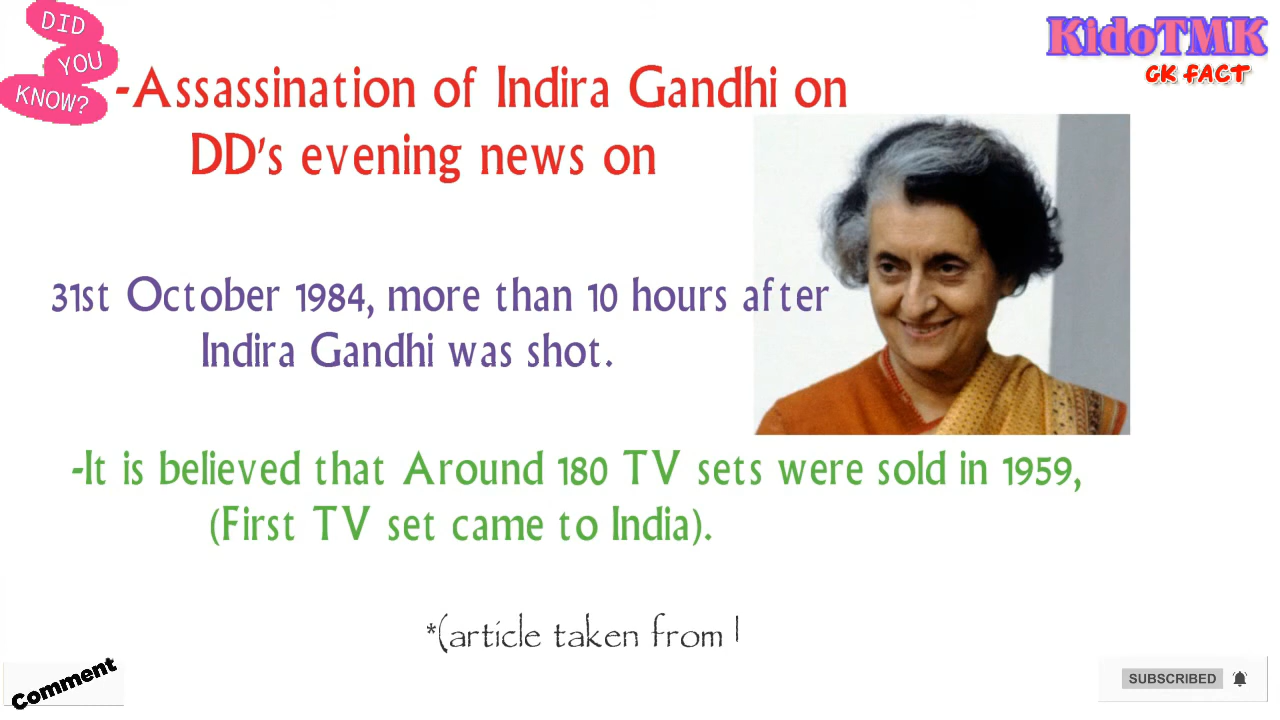 DID
YOU
KNOW?
KidoTMK
GK FACT
-Assassination of Indira Gandhi on
DD's evening news on
31st October 1984, more than 10 hours after
Indira Gandhi was shot.
-It is believed that Around 180 TV sets were sold in 1959,
(First TV set came to India).
*(article taken from I
Comment
SUBSCRIBED